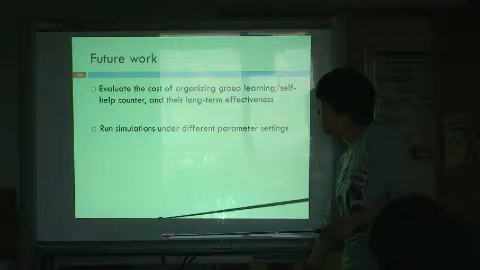 Future work
Evaluate the cost of organizing group learning/self-
help counter, and their long-term effectiveness
Run simulations under different parameter settings